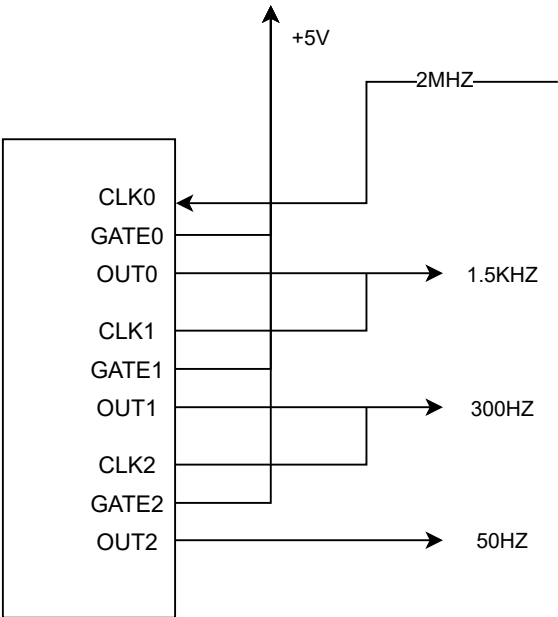 +5V
2MHZ
CLK0
GATE0
OUT0
1.5KHZ
CLK1
GATE1
OUT1
300HZ
CLK2
GATE2
OUT2
50HZ